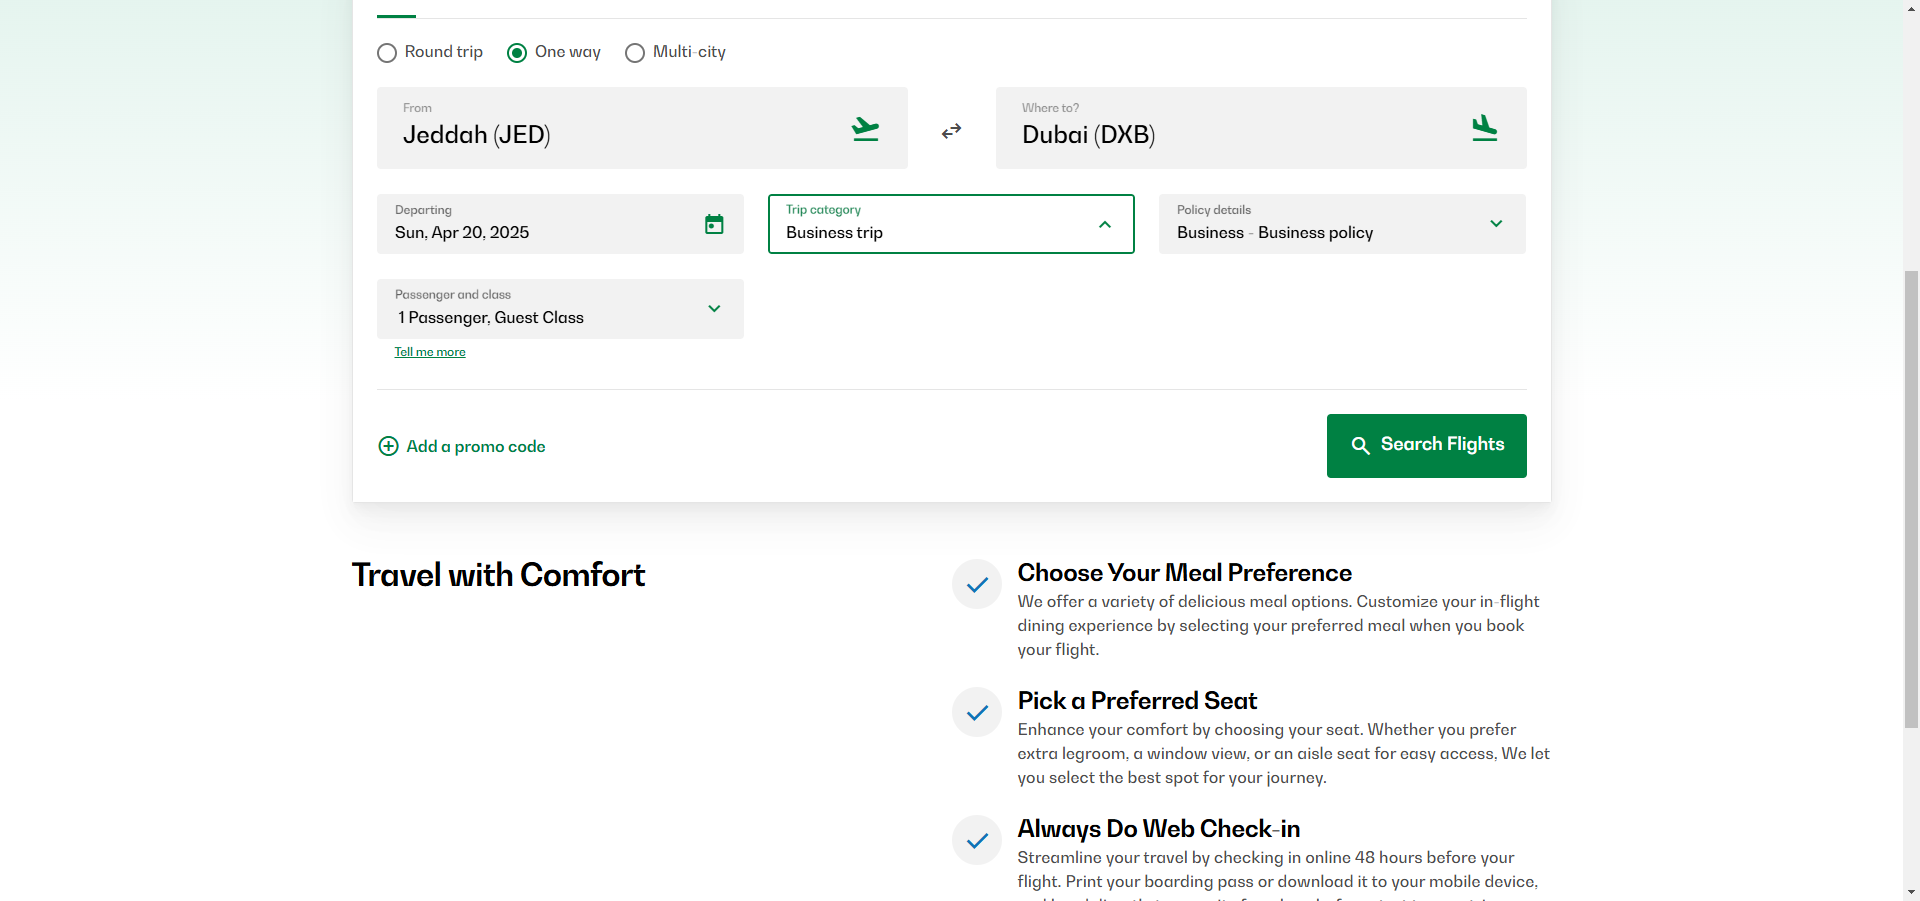 Round trip
One way
Multi-city
From
Jeddah (JED)
Where to?
Dubai (DXB)
Departing
Sun, Apr 20, 2025
Trip category
Business trip
Policy details
Business - Business policy
Passenger and class
1 Passenger, Guest Class
Tell me more
Add a promo code
Search Flights
Travel with Comfort
Choose Your Meal Preference
We offer a variety of delicious meal options. Customize your in-flight
dining experience by selecting your preferred meal when you book
your flight.
Pick a Preferred Seat
Enhance your comfort by choosing your seat. Whether you prefer
extra legroom, a window view, or an aisle seat for easy access, We let
you select the best spot for your journey.
Always Do Web Check-in
Streamline your travel by checking in online 48 hours before your
flight. Print your boarding pass or download it to your mobile device,